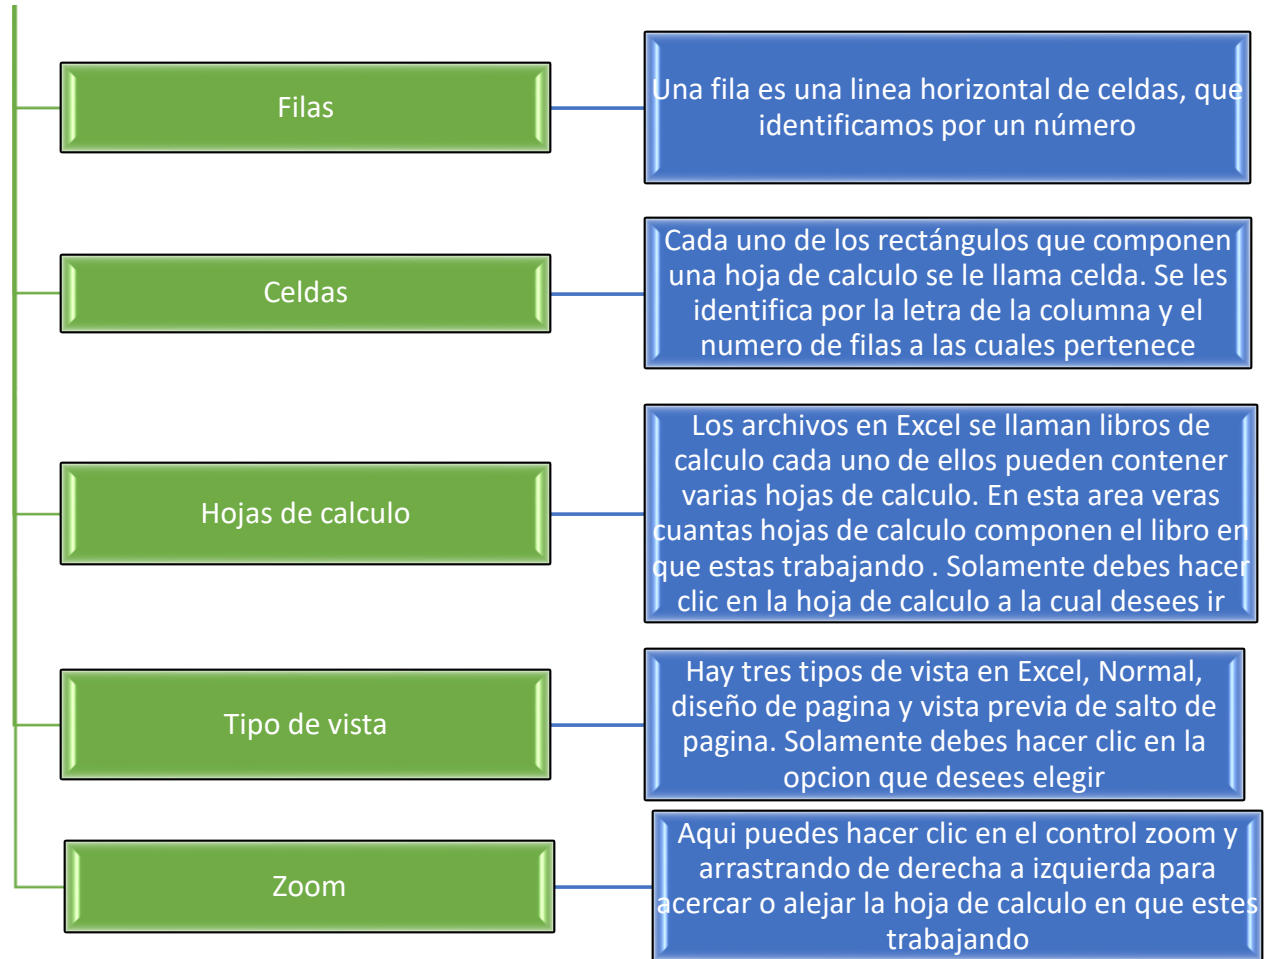 Filas
Una fila es una linea horizontal de celdas, que
identificamos por un número
Celdas
Cada uno de los rectángulos que componen
una hoja de calculo se le llama celda. Se les
identifica por la letra de la columna y el
numero de filas a las cuales pertenece
Hojas de calculo
Los archivos en Excel se llaman libros de
calculo cada uno de ellos pueden contener
varias hojas de calculo. En esta area veras
cuantas hojas de calculo componen el libro en
que estas trabajando . Solamente debes hacer
clic en la hoja de calculo a la cual desees ir
Tipo de vista
Hay tres tipos de vista en Excel, Normal,
diseño de pagina y vista previa de salto de
pagina. Solamente debes hacer clic en la
opcion que desees elegir
Zoom
Aqui puedes hacer clic en el control zoom y
arrastrando de derecha a izquierda para
acercar o alejar la hoja de calculo en que estes
trabajando